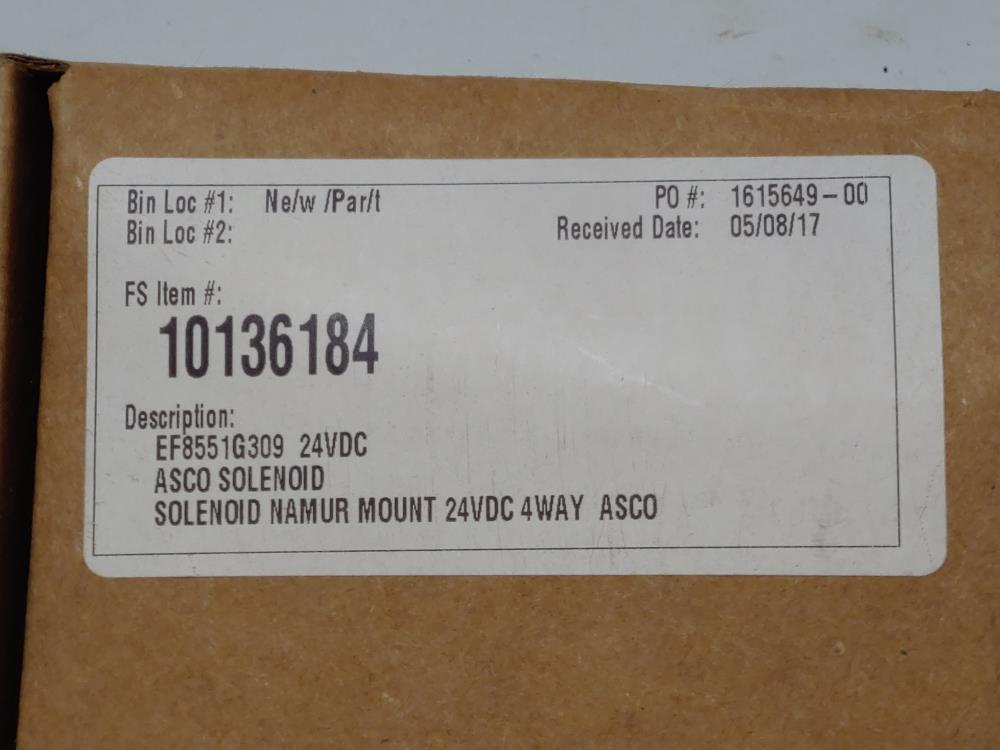 Bin Loc #1: Ne/w /Par/t PO #: 1615649-00
Bin Loc #2: Received Date: 05/08/17
FS Item #:
10136184
Description:
EF8551G309 24VDC
ASCO SOLENOID
SOLENOID NAMUR MOUNT 24VDC 4WAY ASCO